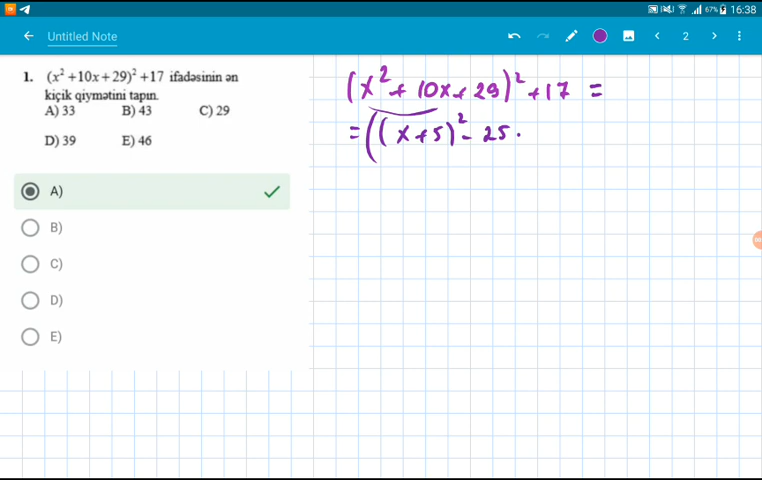 67% 16:38
Untitled Note
2
1. (x² +10x+29)² +17 ifadəsinin ən
kiçik qiymətini tapın.
A) 33 B) 43 C) 29
D) 39 E) 46
A)
B)
C)
D)
E)
(x² + 10x + 29)² + 17 =
= ((x+5)² - 25